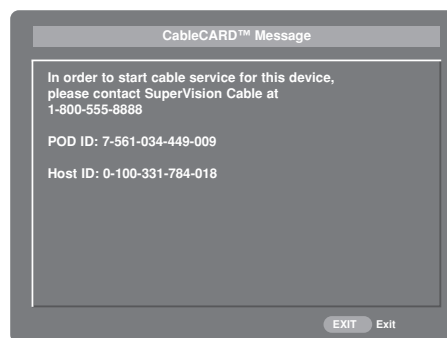 CableCARD™ Message
In order to start cable service for this device,
please contact SuperVision Cable at
1-800-555-8888
POD ID: 7-561-034-449-009
Host ID: 0-100-331-784-018
EXIT Exit